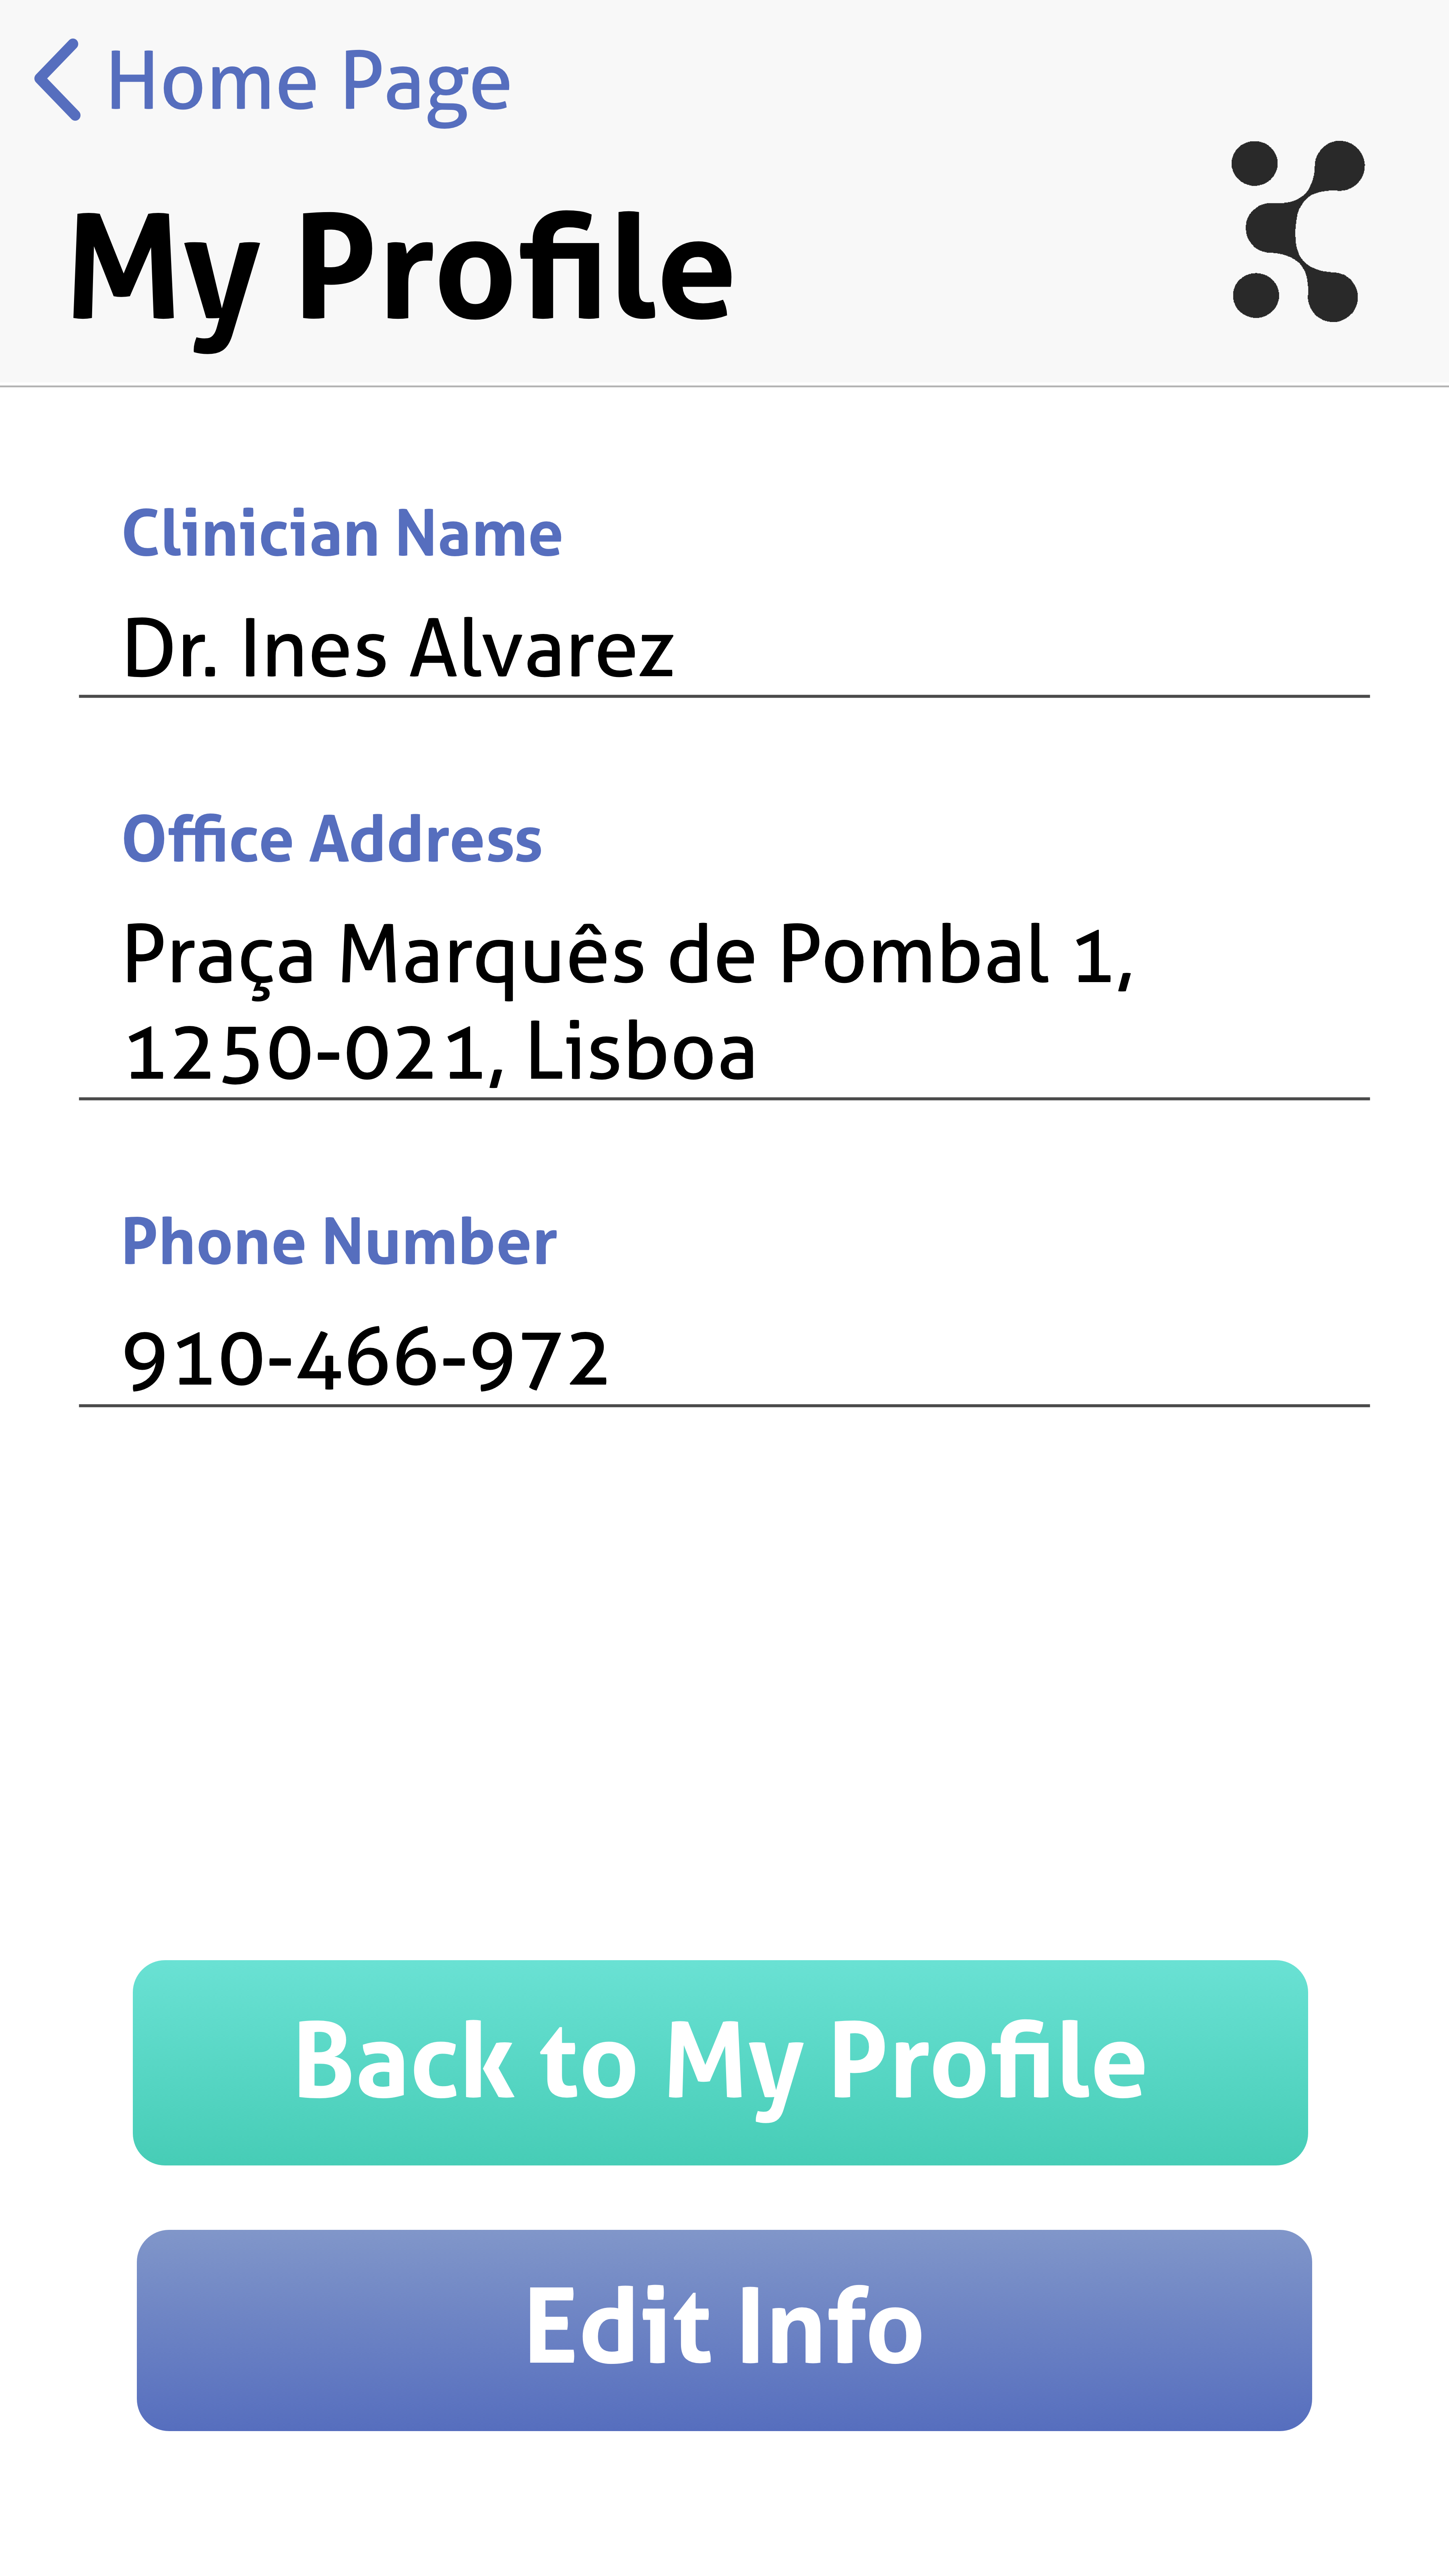 Home Page
My Profile
Clinician Name
Dr. Ines Alvarez
Office Address
Praça Marquês de Pombal 1,
1250-021, Lisboa
Phone Number
910-466-972
Back to My Profile
Edit Info